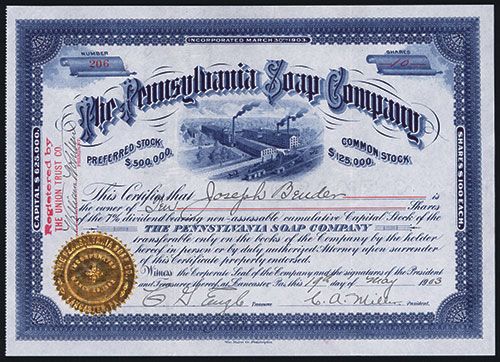 INCORPORATED MARCH 30TH 1903.
NUMBER
206
SHARES
10
The Pennsylvania Soap Company
PREFERRED STOCK
$500,000.
COMMON STOCK
$125,000.
CAPITAL $625,000.
SHARES $100 EACH.
Registered by
THE UNION TRUST CO.
This Certifies that Joseph Bender is
the owner of Ten Shares
of the 7% dividend bearing non-assessable cumulative Capital Stock of the
THE PENNSYLVANIA SOAP COMPANY
transferable only on the books of the Company by the holder
hereof in person or by duly authorized Attorney upon surrender
of this Certificate properly endorsed.
Witness the Corporate Seal of the Company and the signatures of the President
and Treasurer thereof, at Lancaster, Pa. this 19th day of May 1903
Treasurer
President.